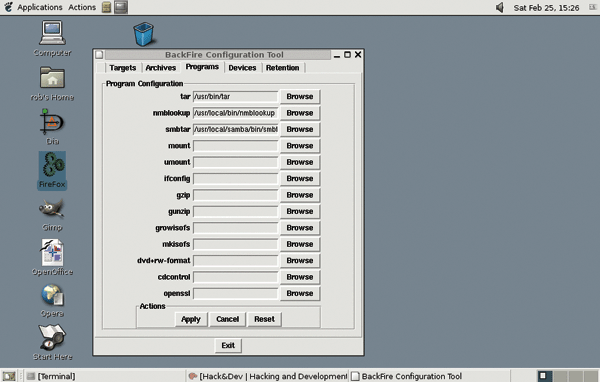 Applications Actions
Sat Feb 25, 15:26
Computer
rob's Home
Dia
FireFox
Gimp
OpenOffice
Opera
Start Here
BackFire Configuration Tool
Targets Archives Programs Devices Retention
Program Configuration
tar /usr/bin/tar Browse
nmblookup /usr/local/bin/nmblookup Browse
smbtar /usr/local/samba/bin/smbt Browse
mount Browse
umount Browse
ifconfig Browse
gzip Browse
gunzip Browse
growisofs Browse
mkisofs Browse
dvd+rw-format Browse
cdcontrol Browse
openssl Browse
Actions
Apply Cancel Reset
Exit
[Terminal] [Hack&Dev | Hacking and Development BackFire Configuration Tool